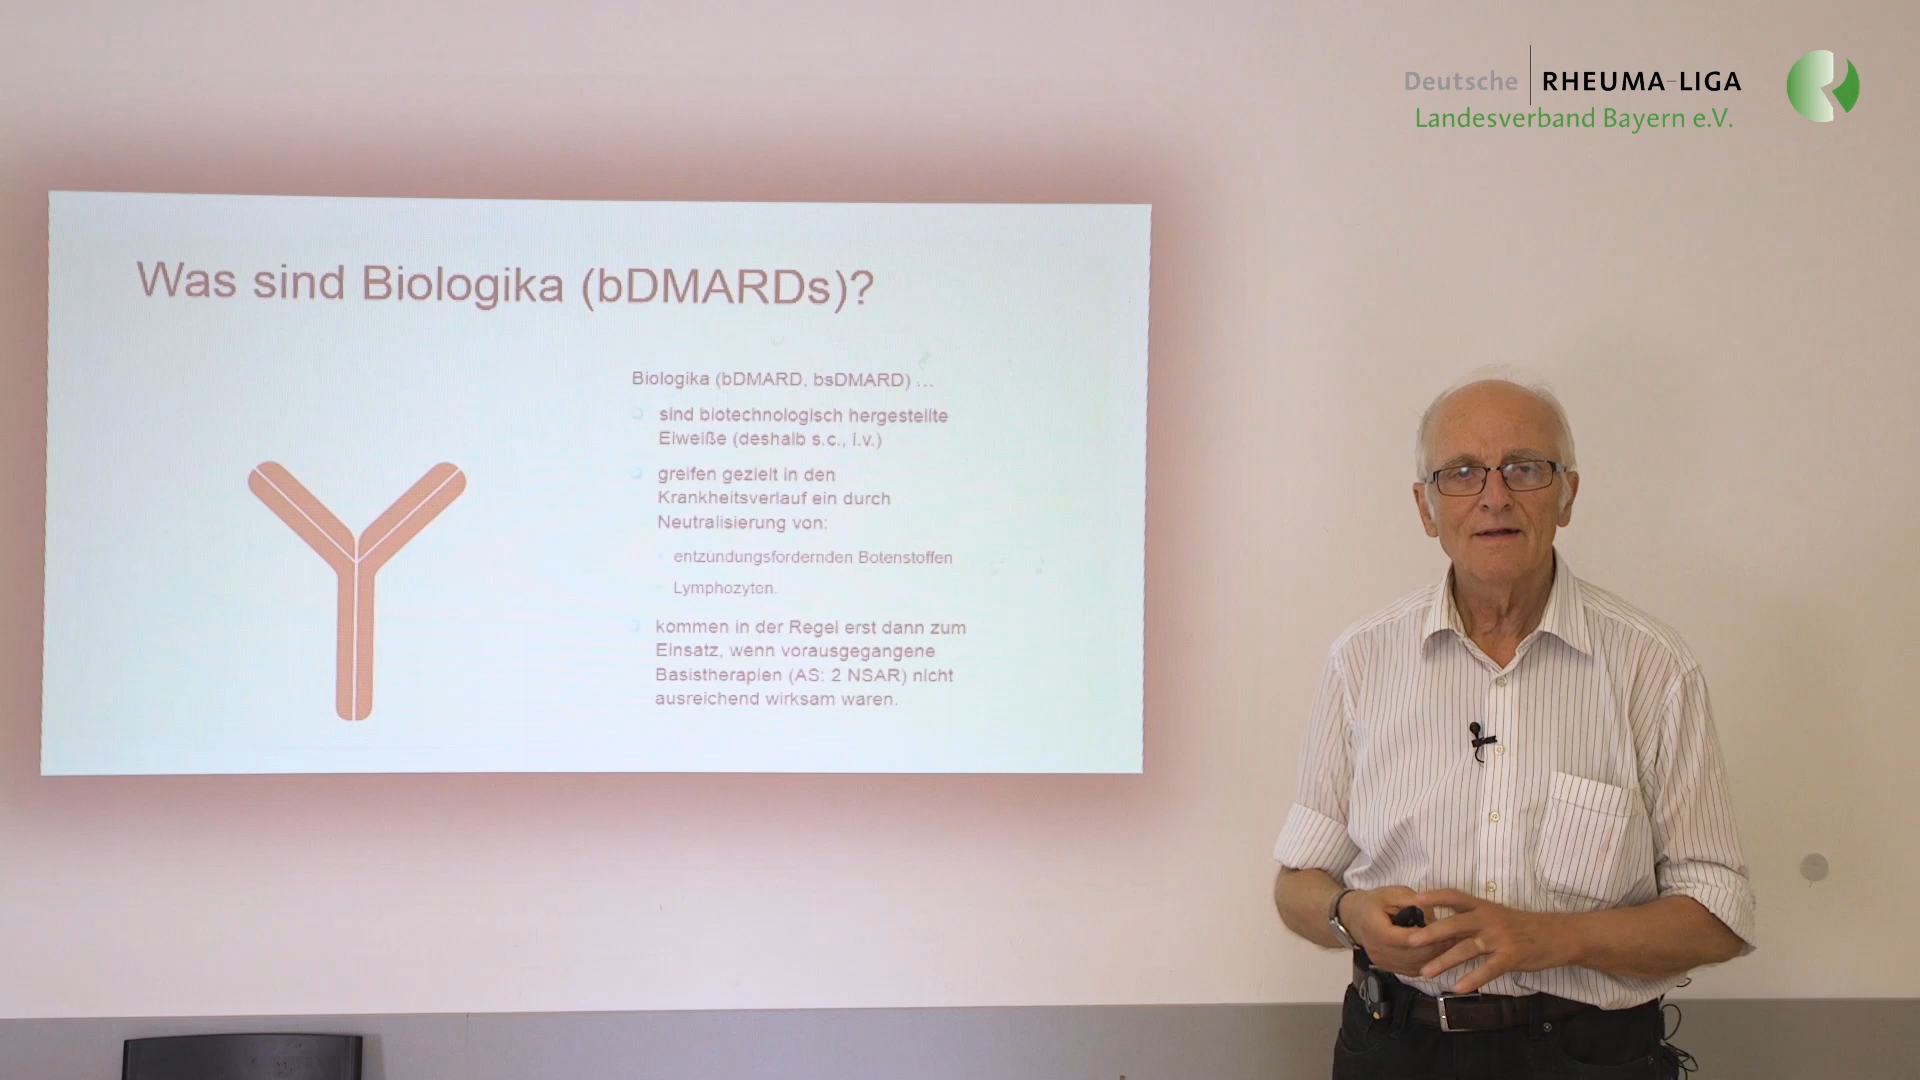 Deutsche RHEUMA-LIGA
Landesverband Bayern e.V.
Was sind Biologika (bDMARDs)?
Biologika (bDMARD, bsDMARD) ...
sind biotechnologisch hergestellte
Eiweiße (deshalb s.c., i.v.)
greifen gezielt in den
Krankheitsverlauf ein durch
Neutralisierung von:
entzündungsfördernden Botenstoffen
Lymphozyten.
kommen in der Regel erst dann zum
Einsatz, wenn vorausgegangene
Basistherapien (AS: 2 NSAR) nicht
ausreichend wirksam waren.